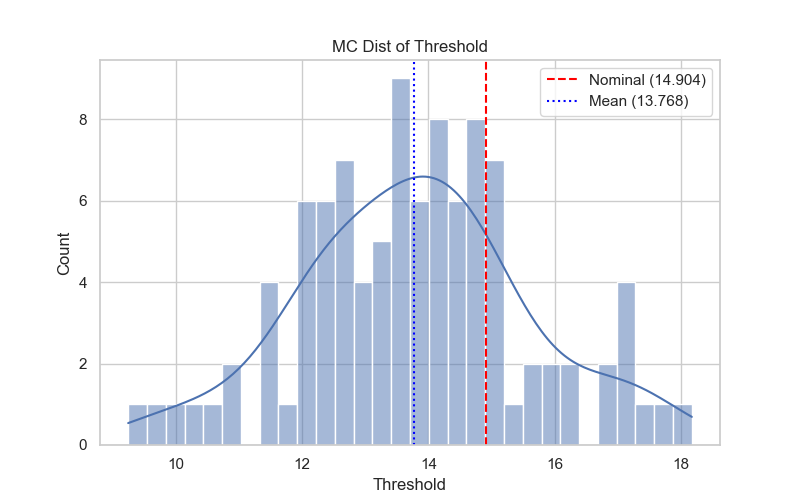 MC Dist of Threshold
Nominal (14.904)
Mean (13.768)
Count
8
6
4
2
0
10 12 14 16 18
Threshold